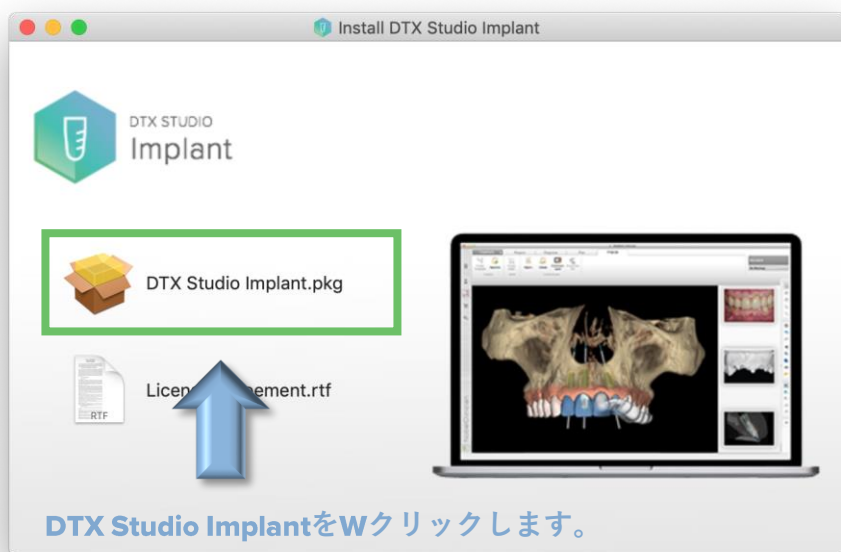 Install DTX Studio Implant
DTX STUDIO
Implant
DTX Studio Implant.pkg
RTF
DTX Studio ImplantをWクリックします。